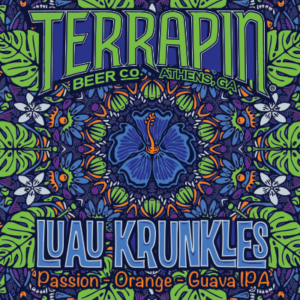 TERRAPIN
BEER CO. ATHENS, GA
®
LUAU KRUNKLES
Passion - Orange - Guava IPA